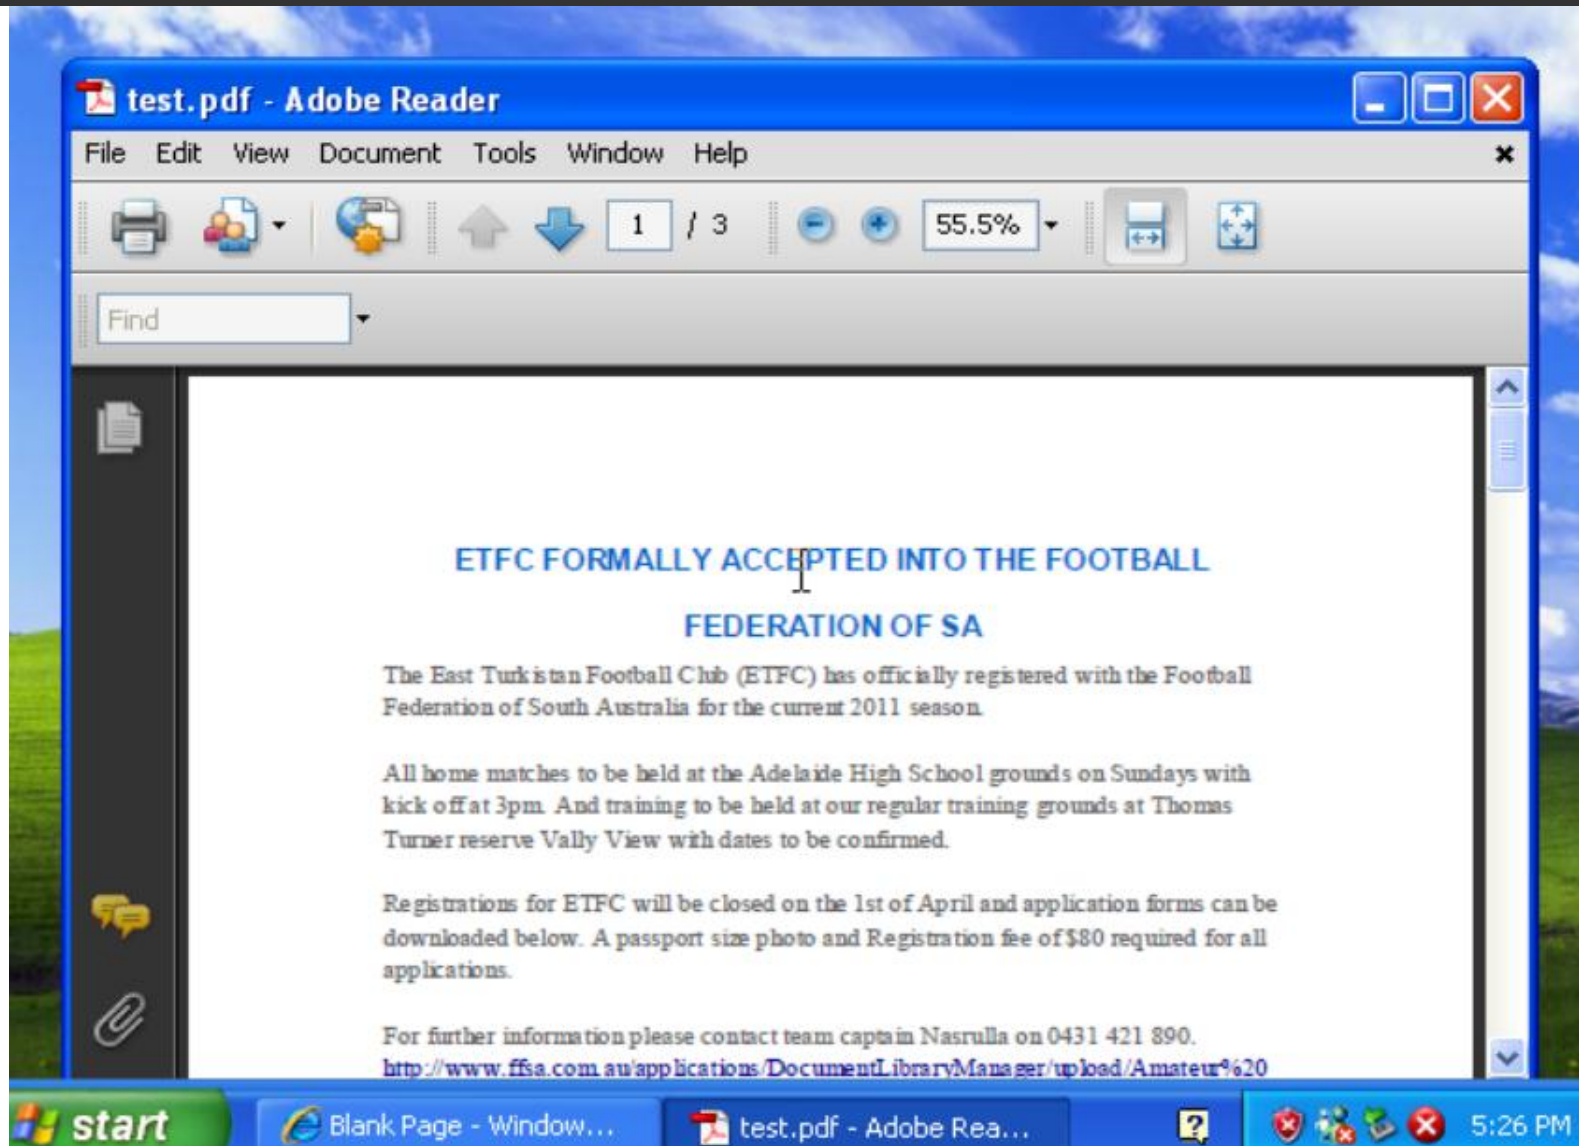 test.pdf - Adobe Reader
File Edit View Document Tools Window Help
1 / 3 55.5%
Find
ETFC FORMALLY ACCEPTED INTO THE FOOTBALL
FEDERATION OF SA
The East Turkistan Football Club (ETFC) has officially registered with the Football
Federation of South Australia for the current 2011 season.
All home matches to be held at the Adelaide High School grounds on Sundays with
kick off at 3pm. And training to be held at our regular training grounds at Thomas
Turner reserve Vally View with dates to be confirmed.
Registrations for ETFC will be closed on the 1st of April and application forms can be
downloaded below. A passport size photo and Registration fee of $80 required for all
applications.
For further information please contact team captain Nasrulla on 0431 421 890.
http://www.ffsa.com.au/applications/DocumentLibraryManager/upload/Amateur%20
start Blank Page - Window... test.pdf - Adobe Rea... 5:26 PM